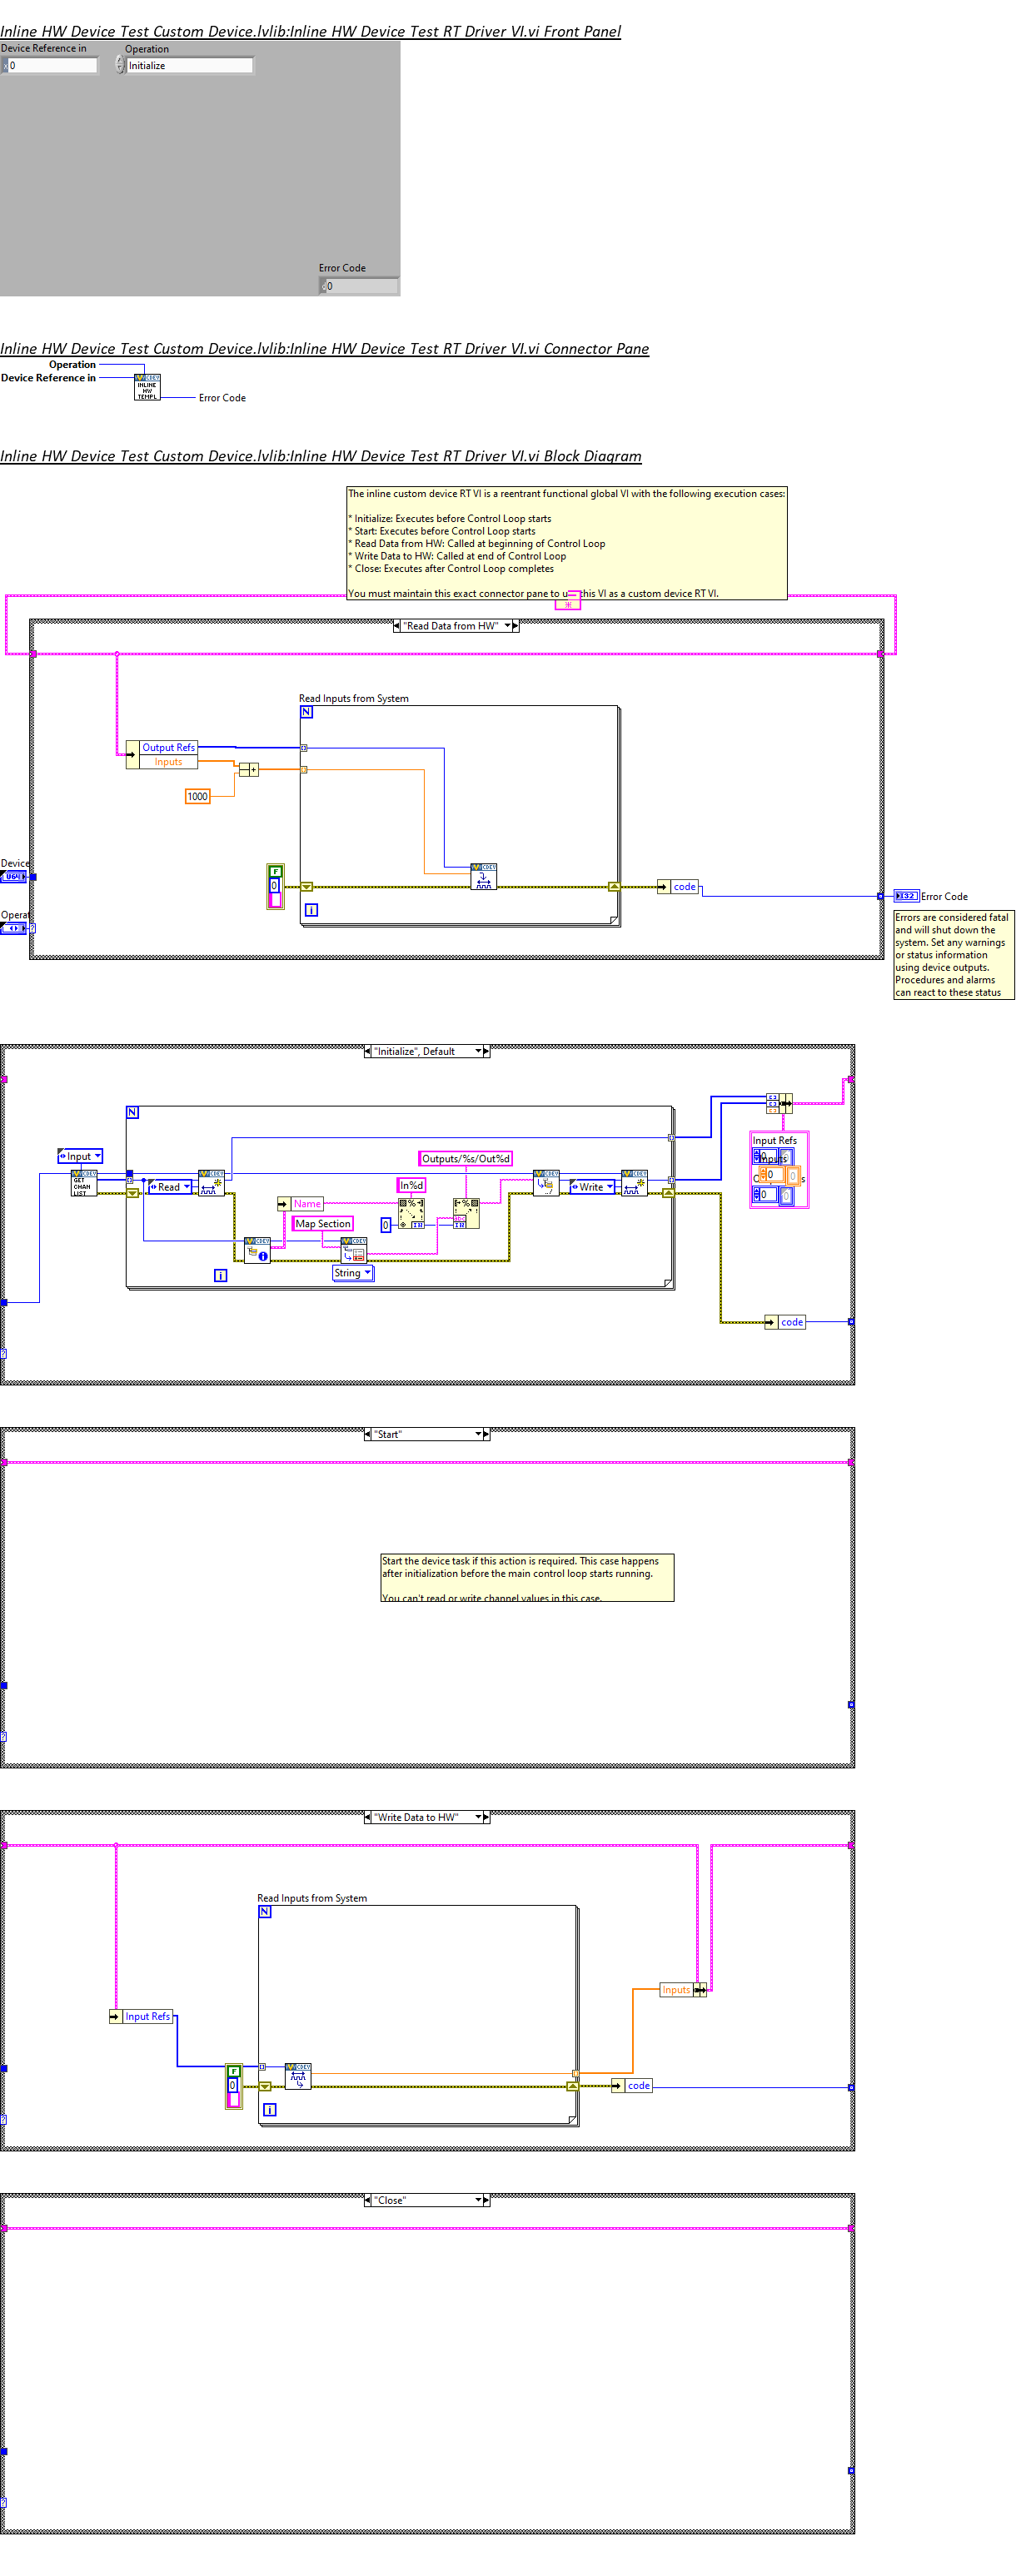 Inline HW Device Test Custom Device.lvlib:Inline HW Device Test RT Driver VI.vi Front Panel
Device Reference in
Operation
0
Initialize
Error Code
0
Inline HW Device Test Custom Device.lvlib:Inline HW Device Test RT Driver VI.vi Connector Pane
Operation
Device Reference in
INLINE
HW
TEMPL
Error Code
Inline HW Device Test Custom Device.lvlib:Inline HW Device Test RT Driver VI.vi Block Diagram
The inline custom device RT VI is a reentrant functional global VI with the following execution cases:
* Initialize: Executes before Control Loop starts
* Start: Executes before Control Loop starts
* Read Data from HW: Called at beginning of Control Loop
* Write Data to HW: Called at end of Control Loop
* Close: Executes after Control Loop completes
You must maintain this exact connector pane to this VI as a custom device RT VI.
"Read Data from HW"
Read Inputs from System
N
Output Refs
Inputs
1000
Device
U64
F
0
code
i
I32
Error Code
Operat
Errors are considered fatal
and will shut down the
system. Set any warnings
or status information
using device outputs.
Procedures and alarms
can react to these status
"Initialize", Default
N
Input Refs
Inputs
0
0
0
Outputs/%s/Out%d
Input
GET
CHAN
LIST
Read
In%d
Write
Name
Map Section
0
String
i
code
"Start"
Start the device task if this action is required. This case happens
after initialization before the main control loop starts running.
You can't read or write channel values in this case.
"Write Data to HW"
Read Inputs from System
N
Inputs
Input Refs
F
0
code
i
"Close"